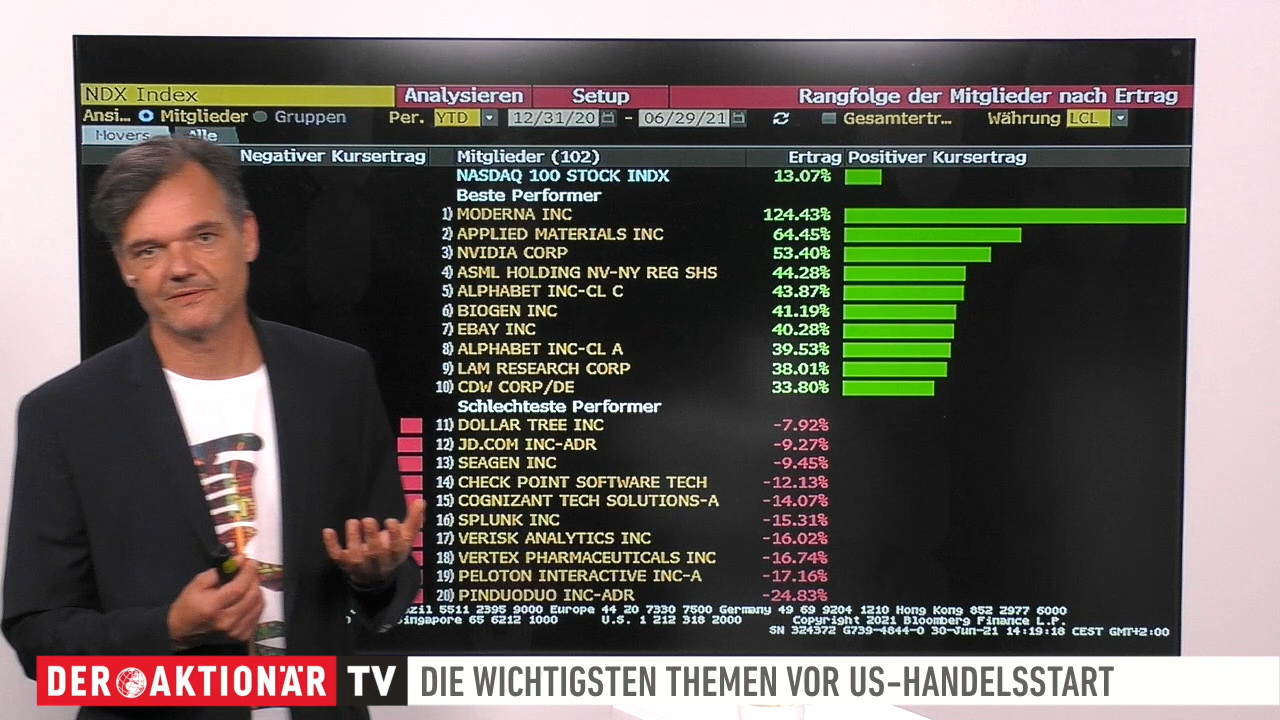 NDX Index Analysieren Setup Rangfolge der Mitglieder nach Ertrag
Ansi... Mitglieder Gruppen Per. YTD 12/31/20 - 06/29/21 Gesamtertr... Währung LCL
Movers Alle
Negativer Kursertrag Mitglieder (102) Ertrag Positiver Kursertrag
NASDAQ 100 STOCK INDX 13.07%
Beste Performer
1) MODERNA INC 124.43%
2) APPLIED MATERIALS INC 64.45%
3) NVIDIA CORP 53.40%
4) ASML HOLDING NV-NY REG SHS 44.28%
5) ALPHABET INC-CL C 43.87%
6) BIOGEN INC 41.19%
7) EBAY INC 40.28%
8) ALPHABET INC-CL A 39.53%
9) LAM RESEARCH CORP 38.01%
10) CDW CORP/DE 33.80%
Schlechteste Performer
11) DOLLAR TREE INC -7.92%
12) JD.COM INC-ADR -9.27%
13) SEAGEN INC -9.45%
14) CHECK POINT SOFTWARE TECH -12.13%
15) COGNIZANT TECH SOLUTIONS-A -14.07%
16) SPLUNK INC -15.31%
17) VERISK ANALYTICS INC -16.02%
18) VERTEX PHARMACEUTICALS INC -16.74%
19) PELOTON INTERACTIVE INC-A -17.16%
20) PINDUODUO INC-ADR -24.83%
5511 2395 9000 Europe 44 20 7330 7500 Germany 49 69 9204 1210 Hong Kong 852 2977 6000
ingapore 65 6212 1000 U.S. 1 212 318 2000 Copyright 2021 Bloomberg Finance L.P.
SN 324372 G739-4844-0 30-Jun-21 14:19:18 CEST GMT+2:00
DER AKTIONÄR TV DIE WICHTIGSTEN THEMEN VOR US-HANDELSSTART